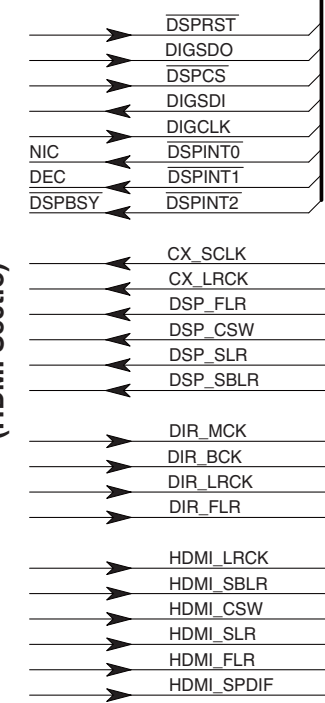 DSPRST
DIGSDO
DSPCS
DIGSDI
DIGCLK
NIC DSPINT0
DEC DSPINT1
DSPBSY DSPINT2
CX_SCLK
CX_LRCK
DSP_FLR
DSP_CSW
DSP_SLR
DSP_SBLR
DIR_MCK
DIR_BCK
DIR_LRCK
DIR_FLR
HDMI_LRCK
HDMI_SBLR
HDMI_CSW
HDMI_SLR
HDMI_FLR
HDMI_SPDIF